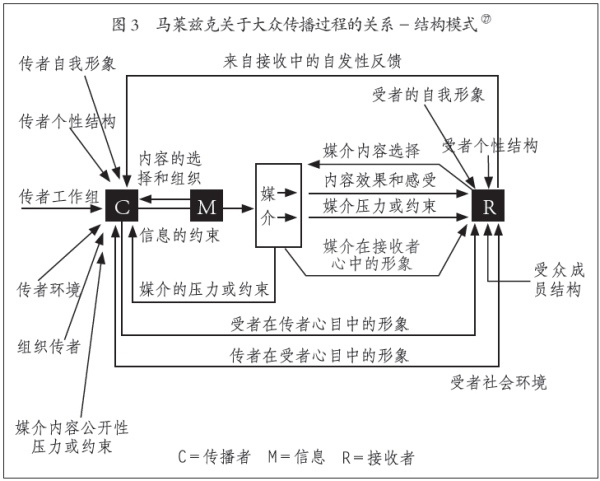 图3 马莱兹克关于大众传播过程的关系－结构模式㉗
传者自我形象
来自接收中的自发性反馈
受者的自我形象
传者个性结构
内容的选
择和组织
媒介内容选择
受者个性结构
内容效果和感受
传者工作组
C
M
媒
介
媒介压力或约束
R
信息的约束
媒介在接收者
心中的形象
传者环境
媒介的压力或约束
受众成
员结构
受者在传者心目中的形象
组织传者
传者在受者心目中的形象
受者社会环境
媒介内容公开性
压力或约束
C＝传播者 M＝信息 R＝接收者